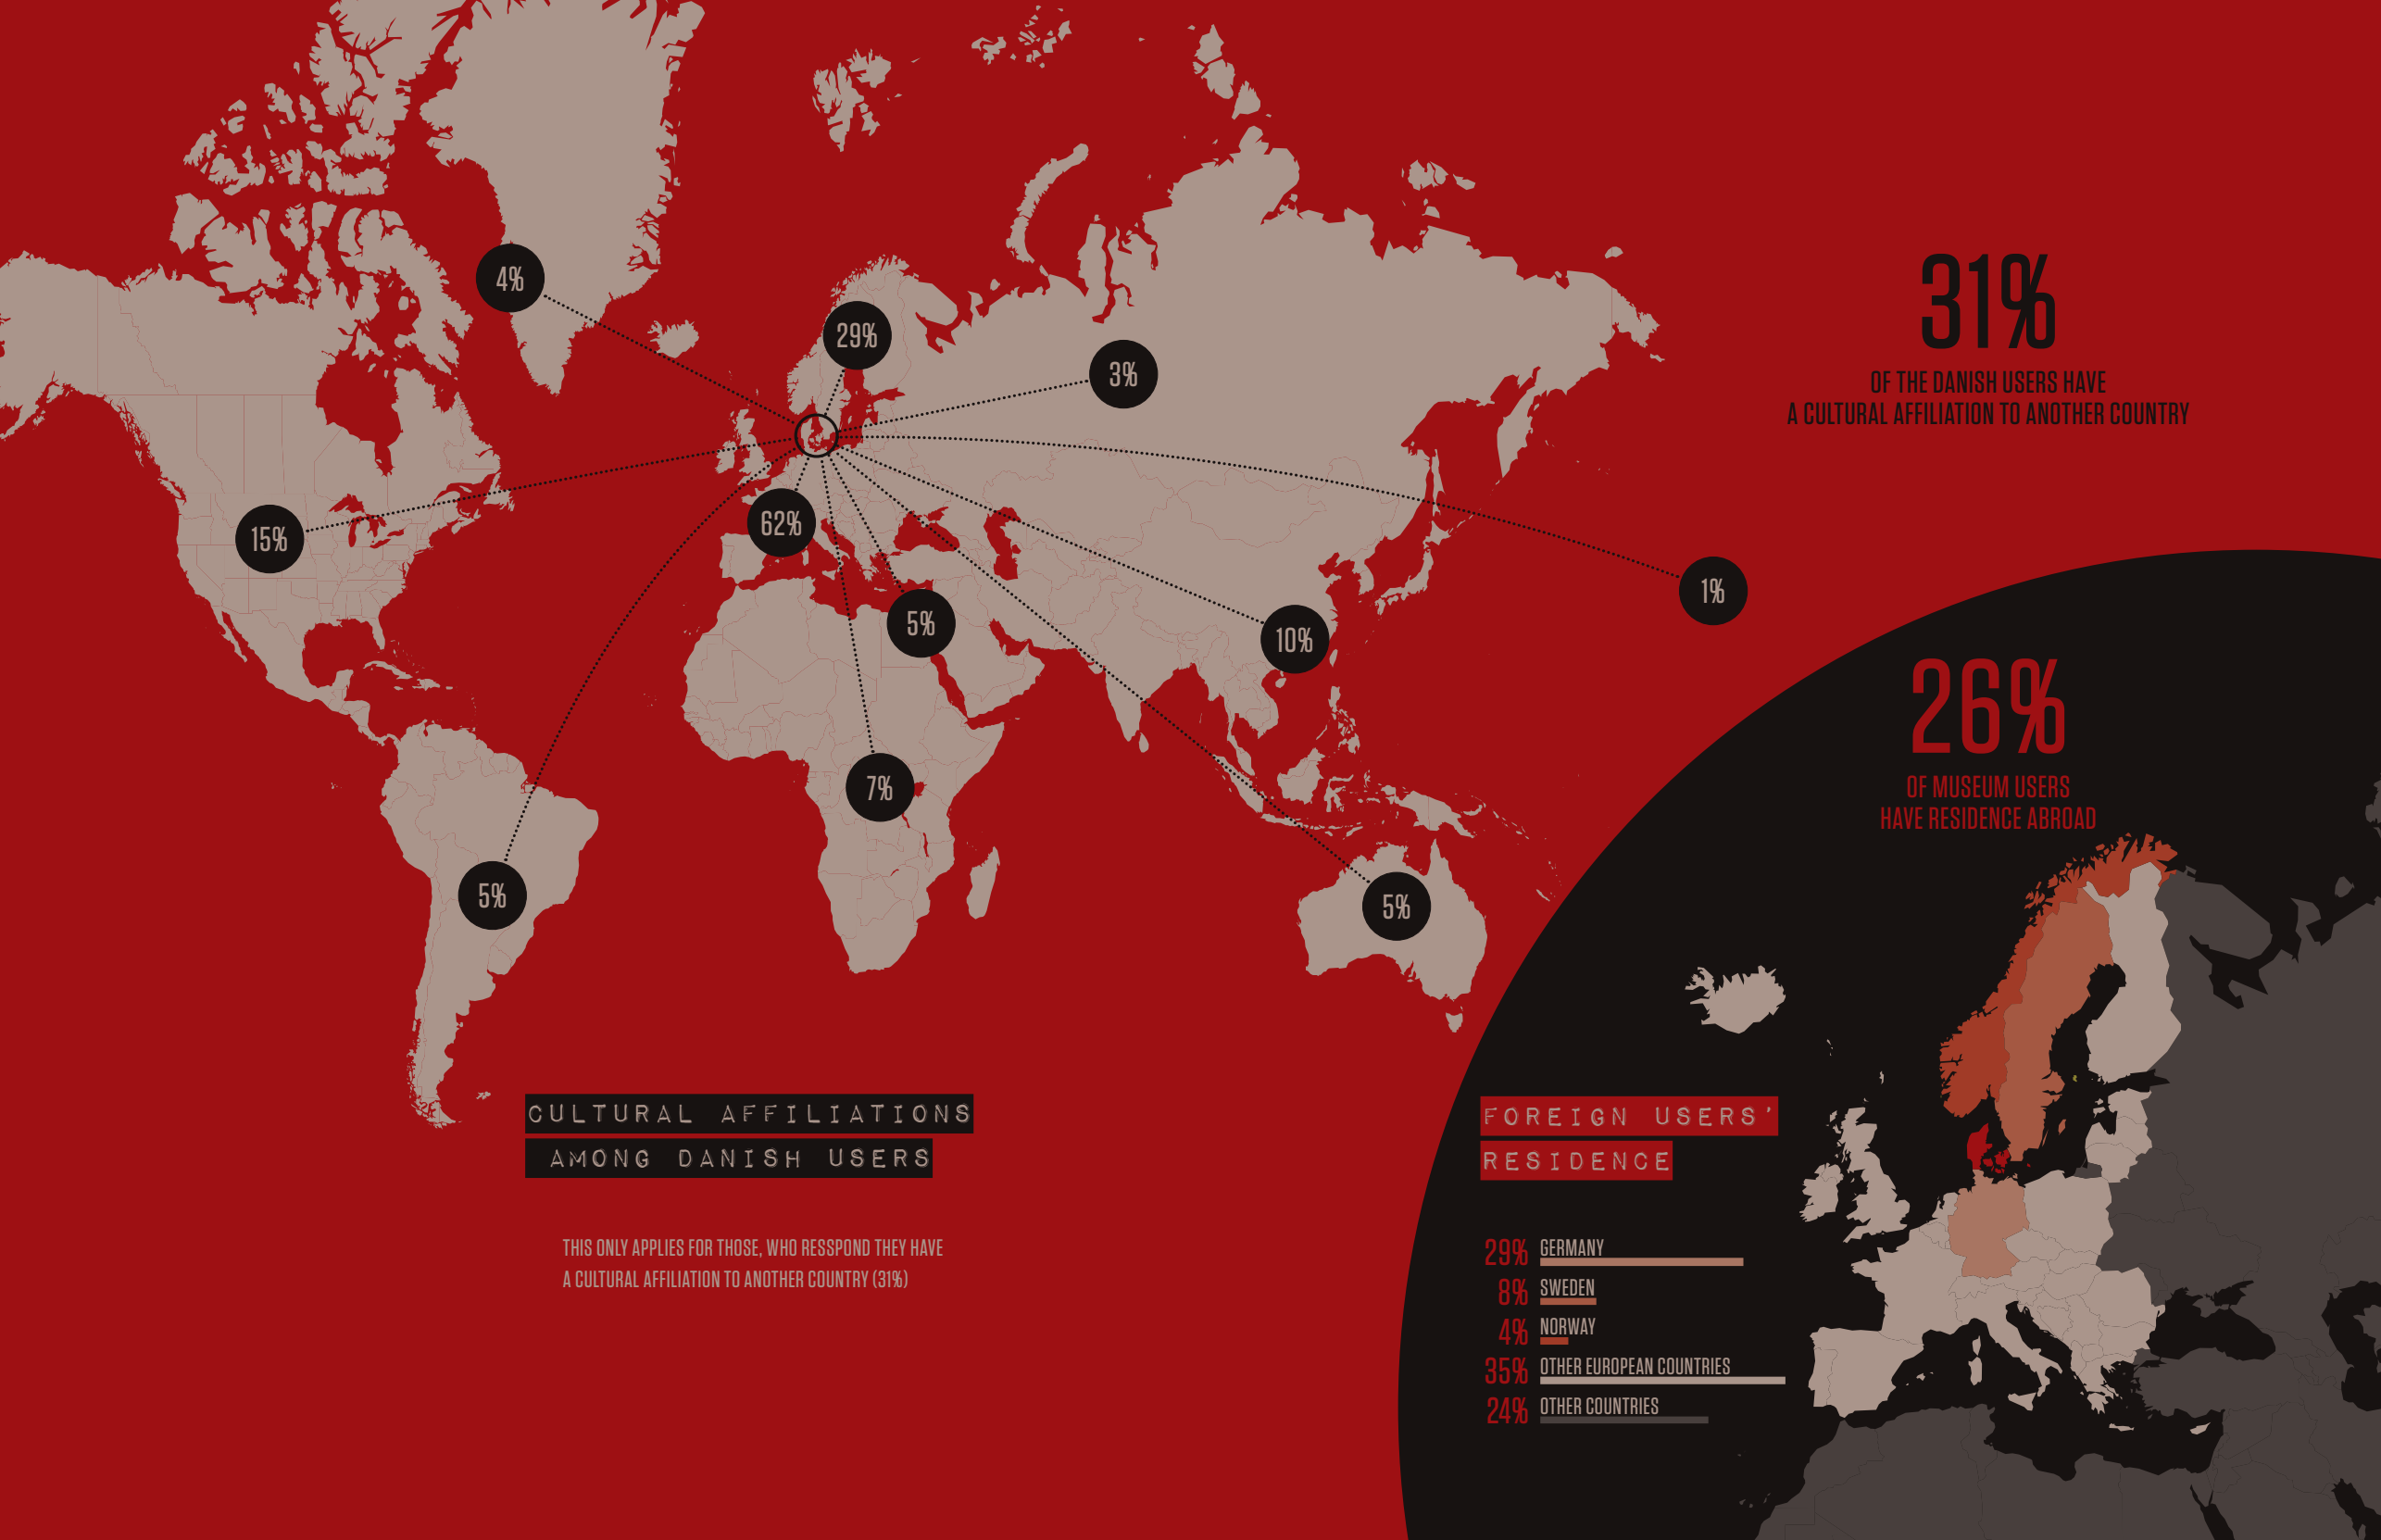 4%
29%
3%
15%
62%
5%
10%
1%
7%
5%
5%
31%
OF THE DANISH USERS HAVE
A CULTURAL AFFILIATION TO ANOTHER COUNTRY
26%
OF MUSEUM USERS
HAVE RESIDENCE ABROAD
CULTURAL AFFILIATIONS
AMONG DANISH USERS
THIS ONLY APPLIES FOR THOSE, WHO RESSPOND THEY HAVE
A CULTURAL AFFILIATION TO ANOTHER COUNTRY (31%)
FOREIGN USERS'
RESIDENCE
29% GERMANY
8% SWEDEN
4% NORWAY
35% OTHER EUROPEAN COUNTRIES
24% OTHER COUNTRIES